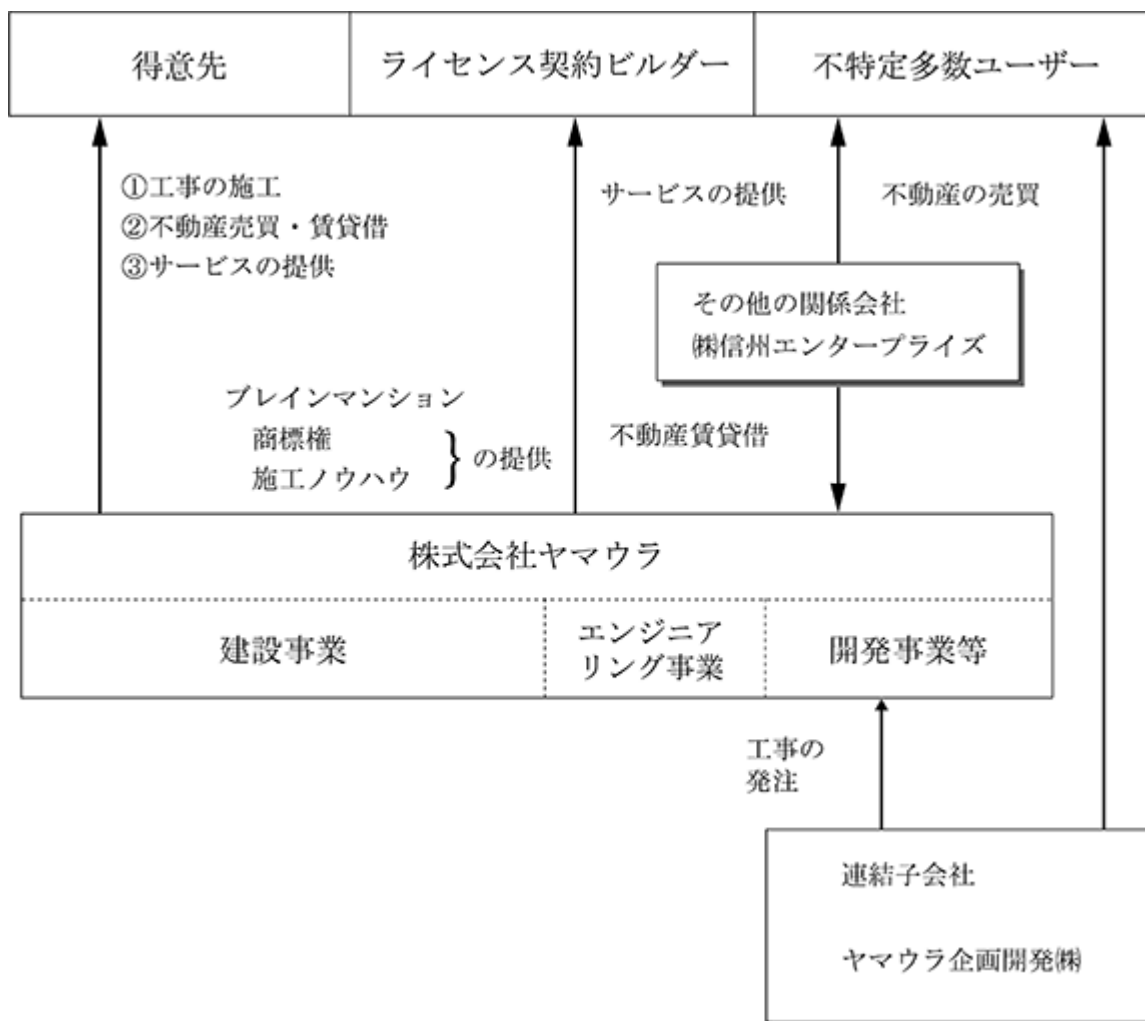 得意先
ライセンス契約ビルダー
不特定多数ユーザー
①工事の施工
②不動産売買・賃貸借
③サービスの提供
サービスの提供
不動産の売買
その他の関係会社
㈱信州エンタープライズ
ブレインマンション
商標権
施工ノウハウ
}の提供
不動産賃貸借
株式会社ヤマウラ
建設事業
エンジニア
リング事業
開発事業等
工事の
発注
連結子会社
ヤマウラ企画開発㈱